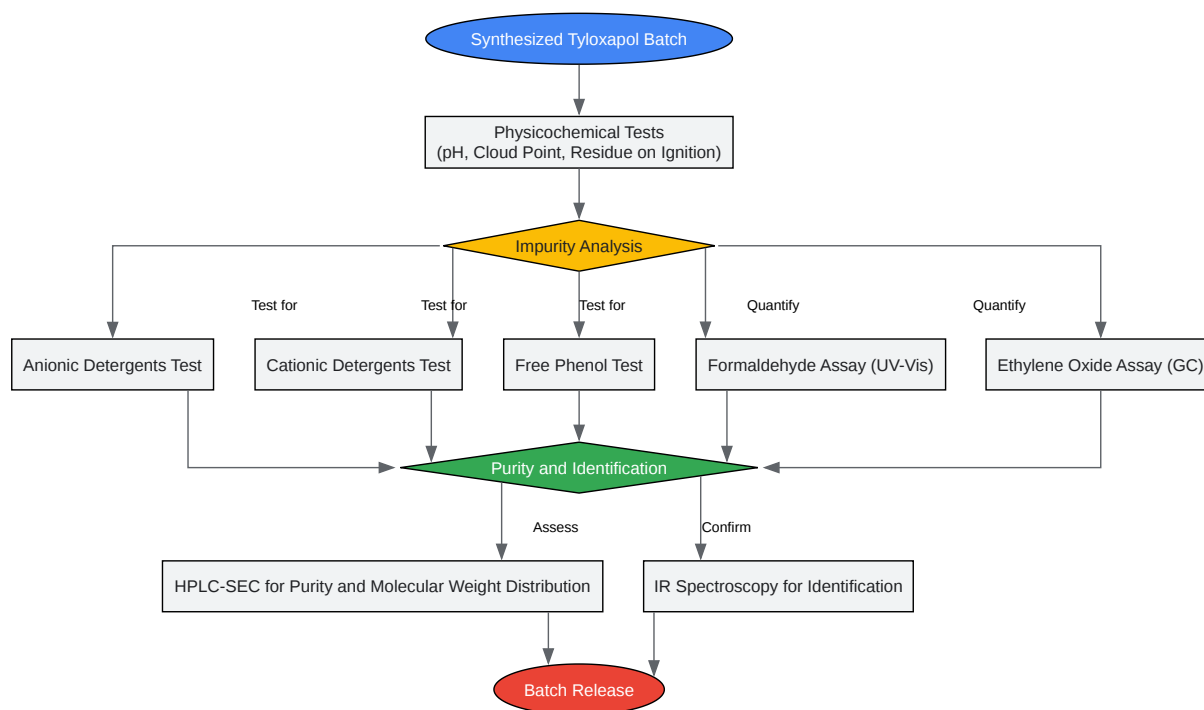 Synthesized Tyloxapol Batch
Physicochemical Tests
(pH, Cloud Point, Residue on Ignition)
Impurity Analysis
Test for
Test for
Test for
Quantify
Quantify
Anionic Detergents Test
Cationic Detergents Test
Free Phenol Test
Formaldehyde Assay (UV-Vis)
Ethylene Oxide Assay (GC)
Purity and Identification
Assess
Confirm
HPLC-SEC for Purity and Molecular Weight Distribution
IR Spectroscopy for Identification
Batch Release